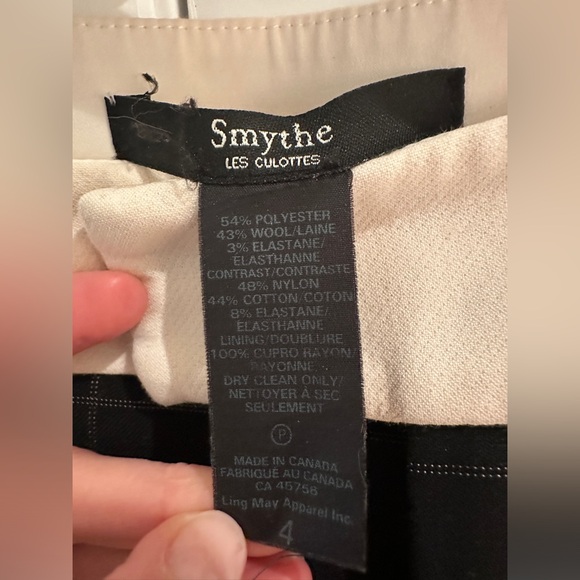 Smythe
LES CULOTTES
54% POLYESTER
43% WOOL/LAINE
3% ELASTANE/
ELASTHANNE
CONTRAST/CONTRASTE
48% NYLON
44% COTTON/COTON
8% ELASTANE/
ELASTHANNE
LINING/DOUBLURE
100% CUPRO RAYON/
RAYONNE
DRY CLEAN ONLY/
NETTOYER À SEC
SEULEMENT
P
MADE IN CANADA
FABRIQUÉ AU CANADA
CA 45756
Ling May Apparel Inc.
4